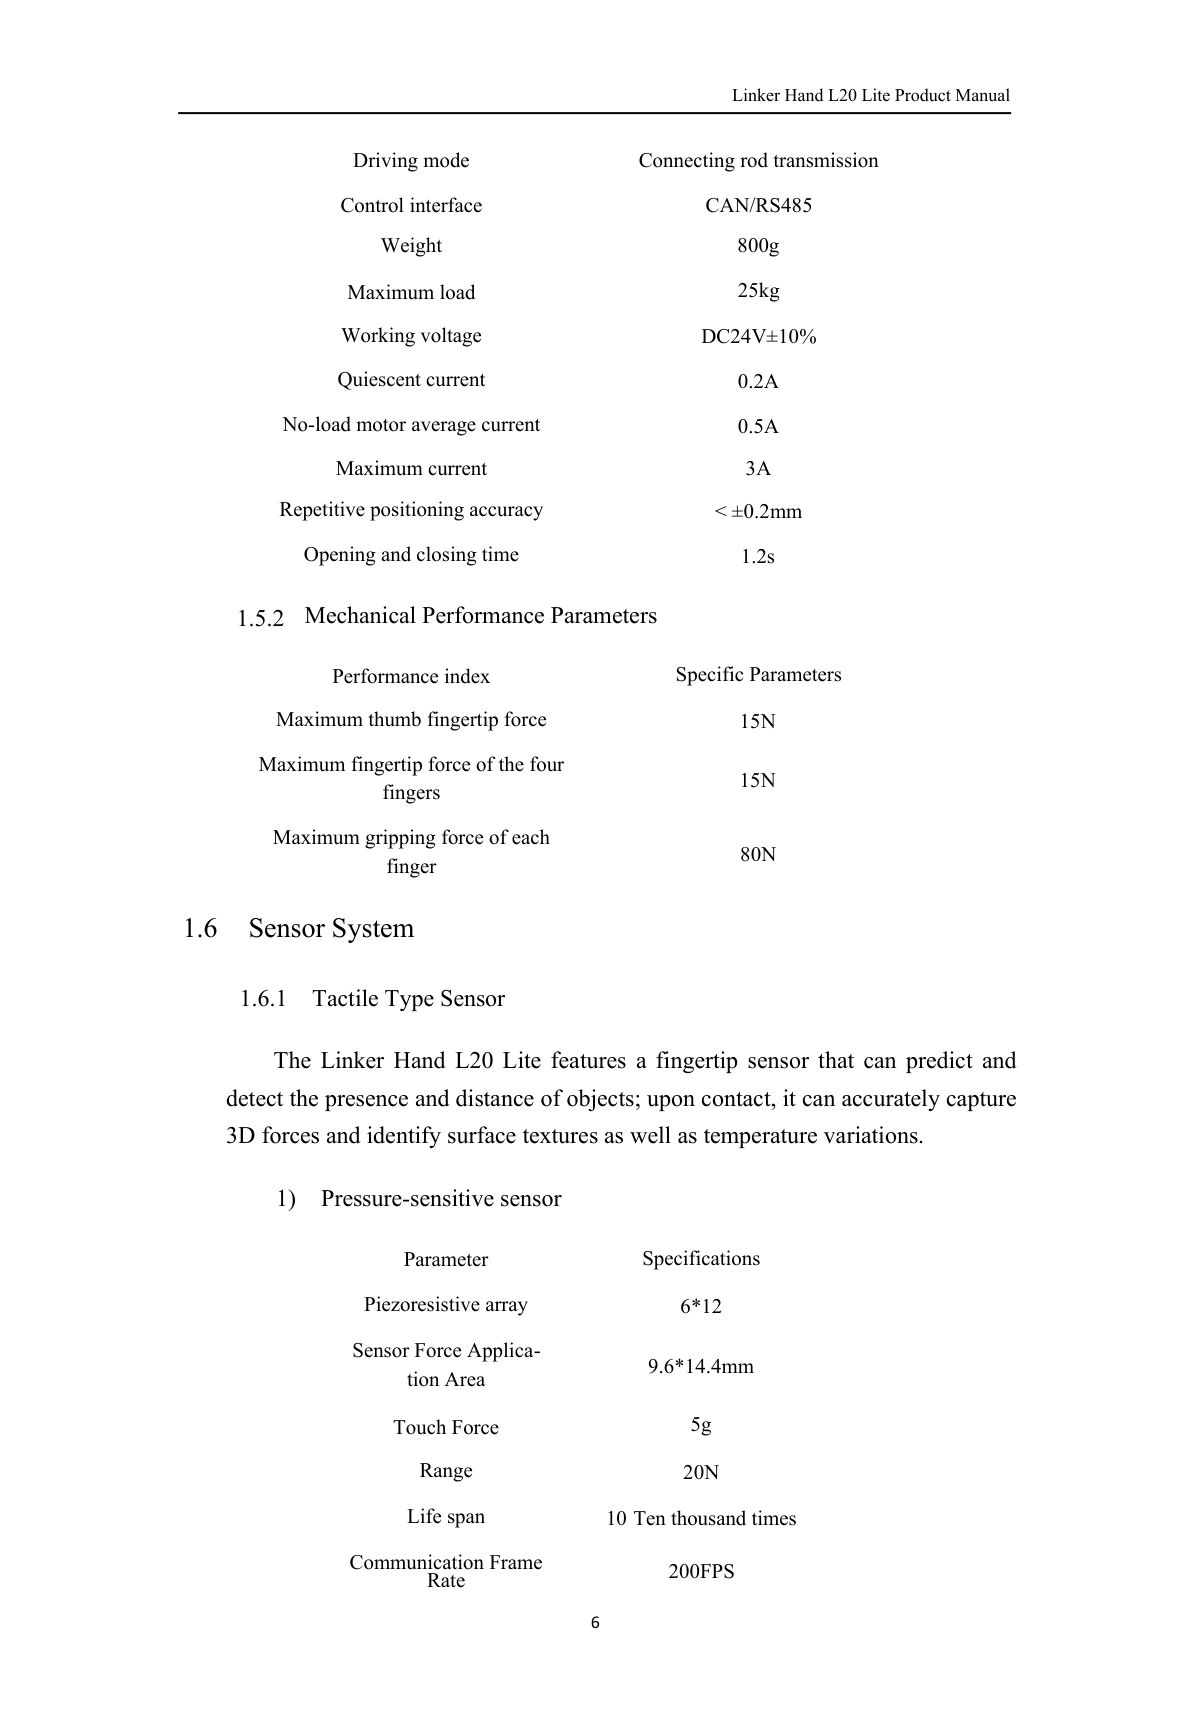 Linker Hand L20 Lite Product Manual
Driving mode Connecting rod transmission
Control interface CAN/RS485
Weight 800g
Maximum load 25kg
Working voltage DC24V±10%
Quiescent current 0.2A
No-load motor average current 0.5A
Maximum current 3A
Repetitive positioning accuracy < ±0.2mm
Opening and closing time 1.2s
1.5.2 Mechanical Performance Parameters
Performance index Specific Parameters
Maximum thumb fingertip force 15N
Maximum fingertip force of the four
fingers 15N
Maximum gripping force of each
finger 80N
1.6 Sensor System
1.6.1 Tactile Type Sensor
The Linker Hand L20 Lite features a fingertip sensor that can predict and
detect the presence and distance of objects; upon contact, it can accurately capture
3D forces and identify surface textures as well as temperature variations.
1) Pressure-sensitive sensor
Parameter Specifications
Piezoresistive array 6*12
Sensor Force Applica-
tion Area 9.6*14.4mm
Touch Force 5g
Range 20N
Life span 10 Ten thousand times
Communication Frame
Rate 200FPS
6